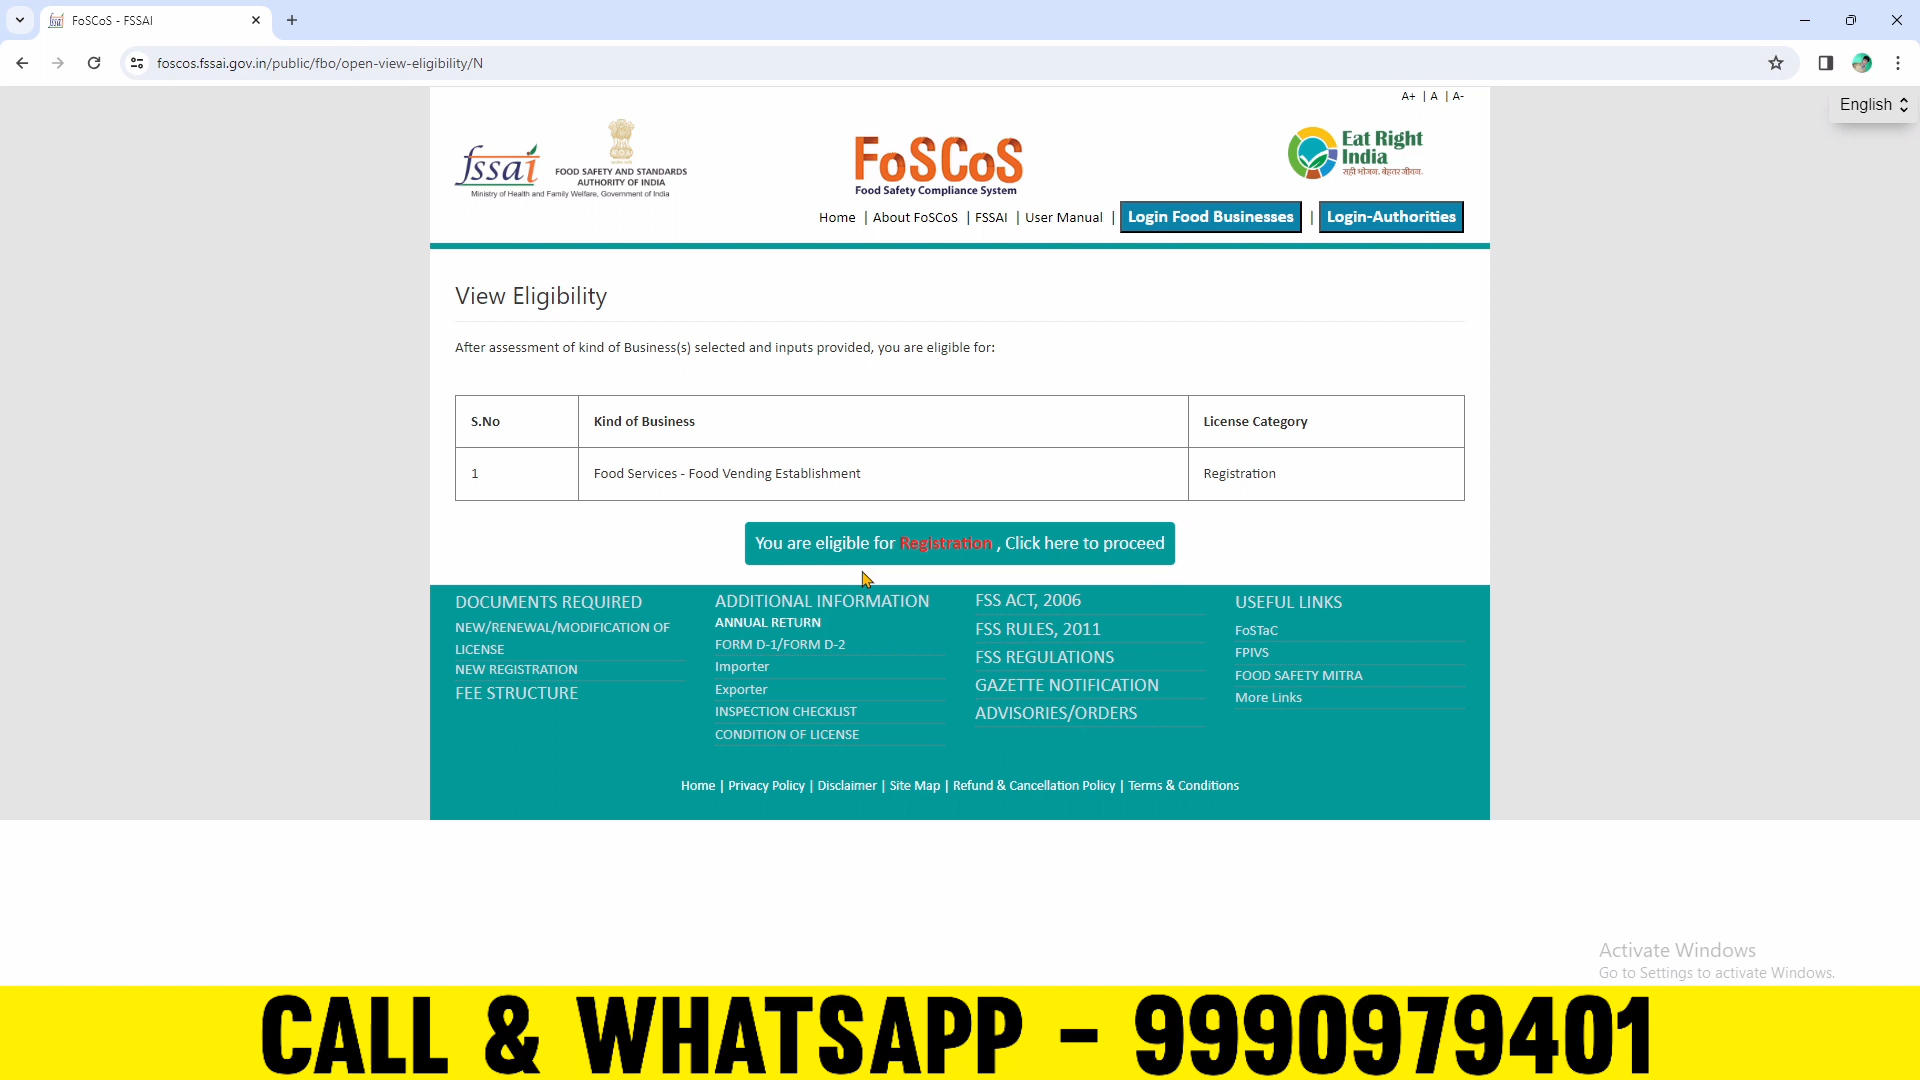 FoSCoS - FSSAI
foscos.fssai.gov.in/public/fbo/open-view-eligibility/N
A+ | A | A-
English
fssai
FOOD SAFETY AND STANDARDS
AUTHORITY OF INDIA
Ministry of Health and Family Welfare, Government of India
FoSCoS
Food Safety Compliance System
Eat Right
India
सही भोजन. बेहतर जीवन.
Home | About FoSCoS | FSSAI | User Manual | Login Food Businesses | Login-Authorities
View Eligibility
After assessment of kind of Business(s) selected and inputs provided, you are eligible for:
S.No Kind of Business License Category
1 Food Services - Food Vending Establishment Registration
You are eligible for Registration , Click here to proceed
DOCUMENTS REQUIRED
NEW/RENEWAL/MODIFICATION OF
LICENSE
NEW REGISTRATION
FEE STRUCTURE
ADDITIONAL INFORMATION
ANNUAL RETURN
FORM D-1/FORM D-2
Importer
Exporter
INSPECTION CHECKLIST
CONDITION OF LICENSE
FSS ACT, 2006
FSS RULES, 2011
FSS REGULATIONS
GAZETTE NOTIFICATION
ADVISORIES/ORDERS
USEFUL LINKS
FoSTaC
FPIVS
FOOD SAFETY MITRA
More Links
Home | Privacy Policy | Disclaimer | Site Map | Refund & Cancellation Policy | Terms & Conditions
Activate Windows
Go to Settings to activate Windows.
CALL & WHATSAPP - 9990979401